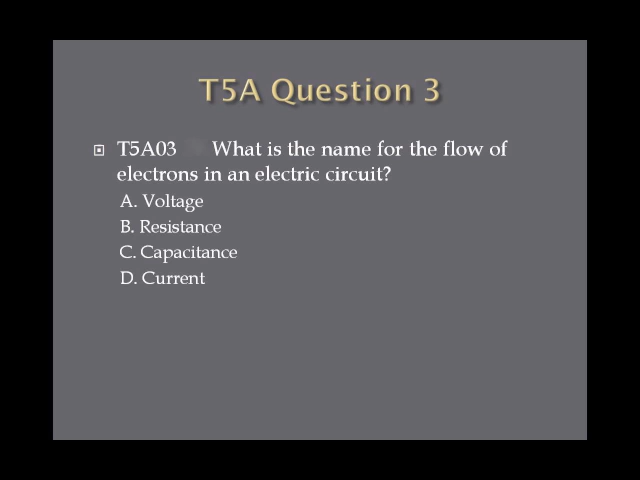 T5A Question 3
T5A03 What is the name for the flow of
electrons in an electric circuit?
A. Voltage
B. Resistance
C. Capacitance
D. Current